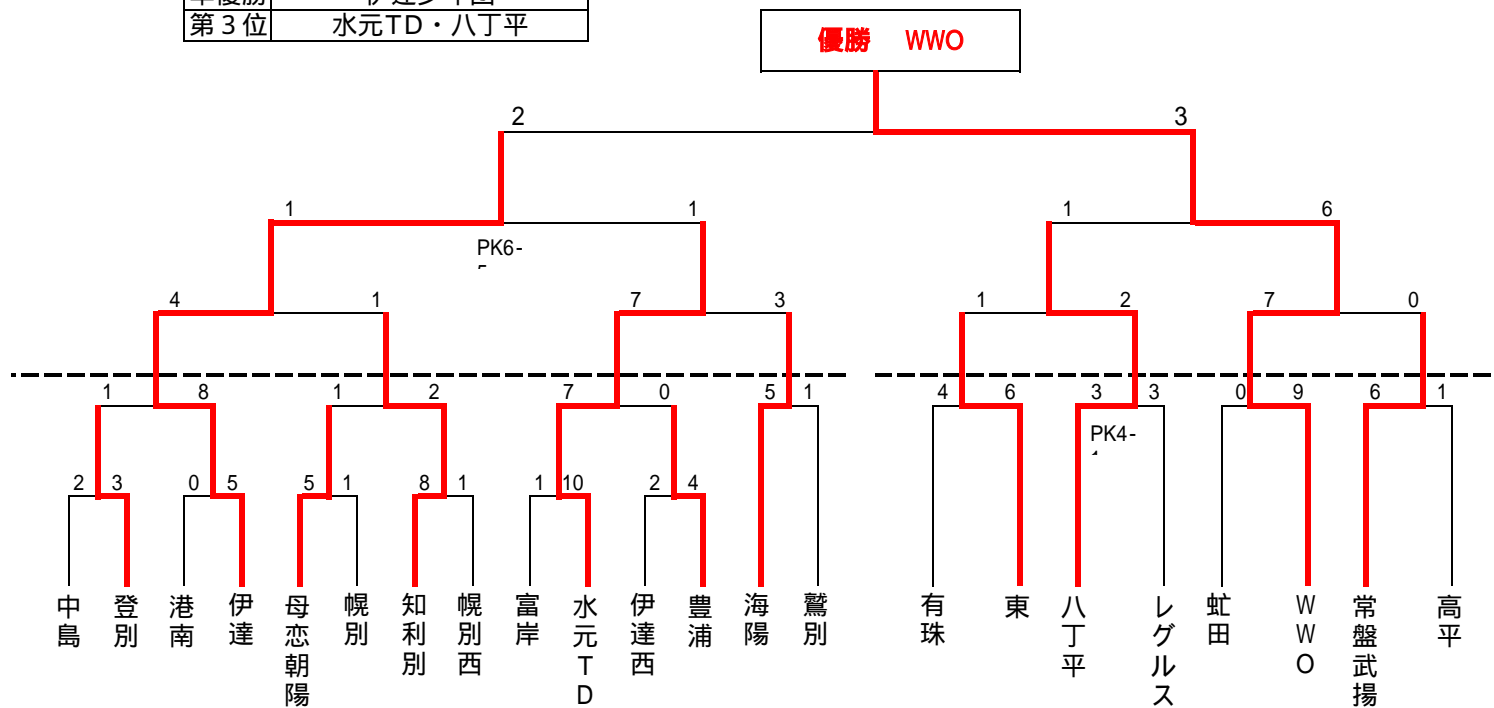 第３位 水元TD・八丁平
優勝 WWO
2 3
1 1 1 6
PK6-
4 1 7 3 1 2 7 0
1 8 1 2 7 0 5 1 4 6 3 3 0 9 6 1
PK4-
2 3 0 5 5 1 8 1 1 10 2 4
中島
登別
港南
伊達
母恋朝陽
幌別
知利別
幌別西
富岸
水元TD
伊達西
豊浦
海陽
鷲別
有珠
東
八丁平
レグルス
虻田
WWO
常盤武揚
高平